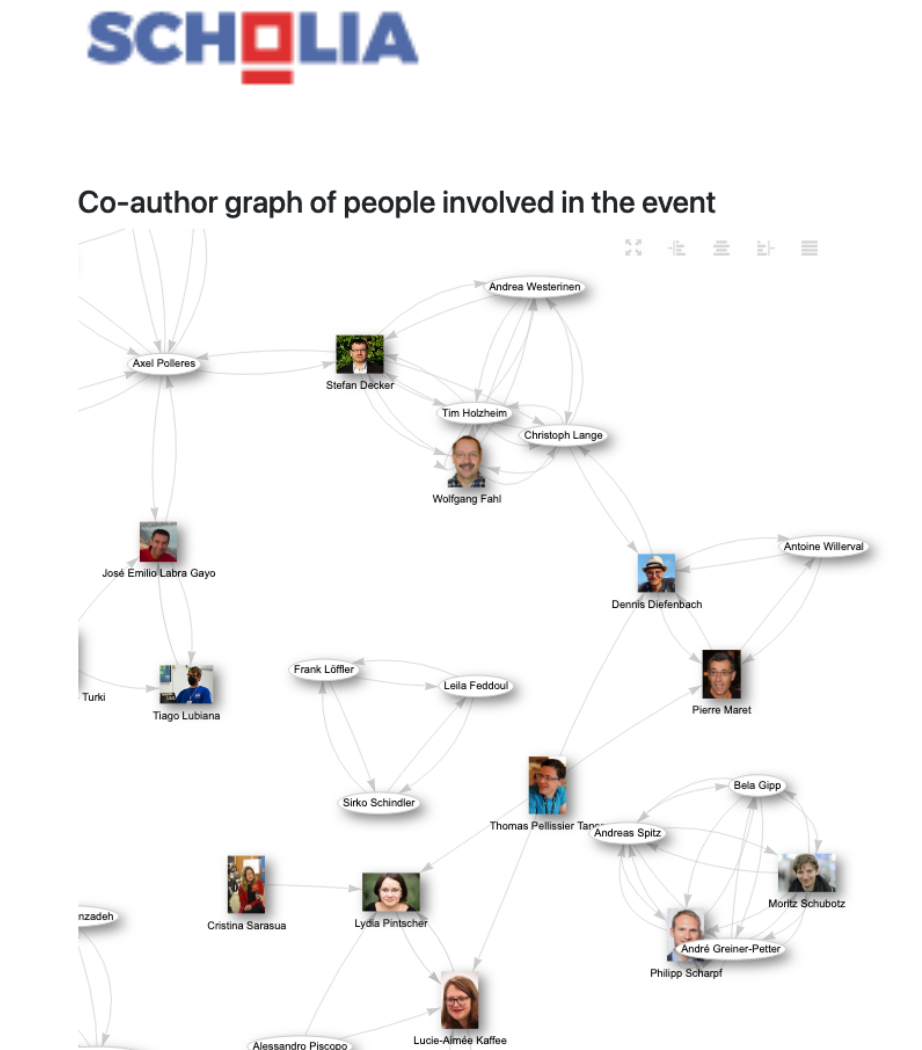 SCHOLIA
Co-author graph of people involved in the event
Andrea Westerinen
Axel Polleres
Stefan Decker
Tim Holzheim
Christoph Lange
Wolfgang Fahl
Antoine Willerval
José Emilio Labra Gayo
Dennis Diefenbach
Frank Löffler
Leila Feddoul
Turki
Tiago Lubiana
Pierre Maret
Bela Gipp
Sirko Schindler
Thomas Pellissier
Andreas Spitz
Moritz Schubotz
nzadeh
Cristina Sarasua
Lydia Pintscher
André Greiner-Petter
Philipp Scharpf
Lucie-Aimée Kaffee
Alessandro Piscopo